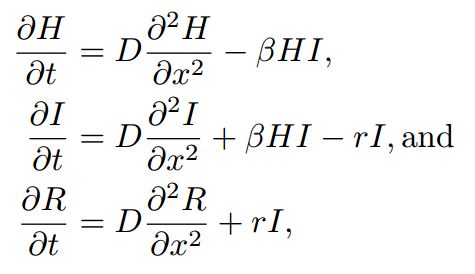 ∂H/∂t = D ∂²H/∂x² − βHI,
∂I/∂t = D ∂²I/∂x² + βHI − rI, and
∂R/∂t = D ∂²R/∂x² + rI,